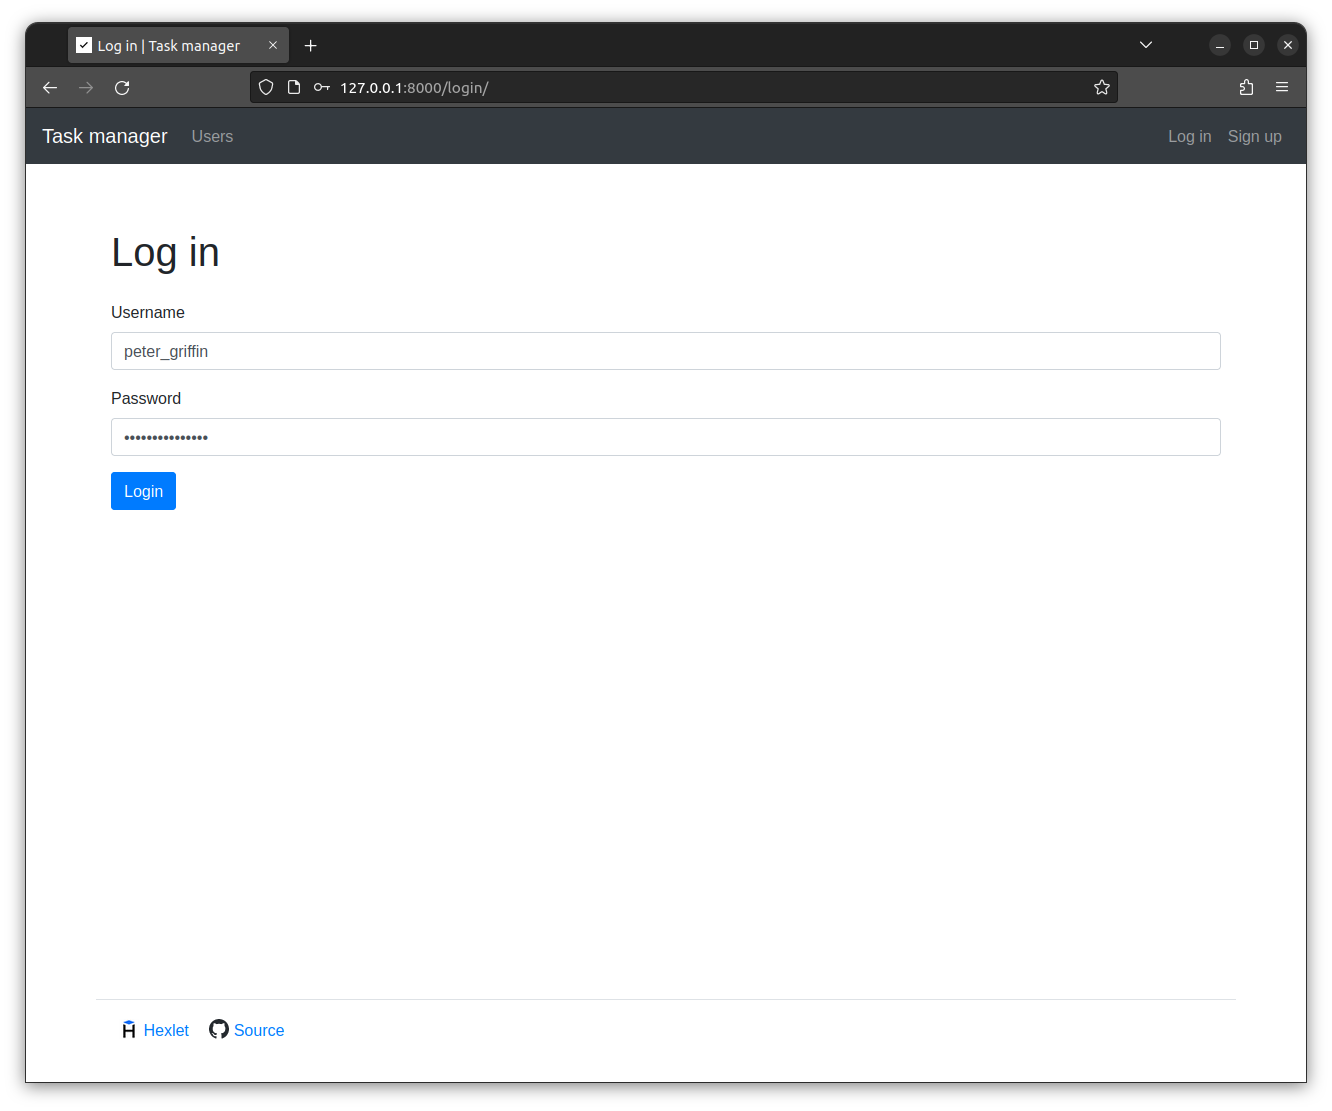 Log in | Task manager
127.0.0.1:8000/login/
Task manager Users Log in Sign up
Log in
Username
peter_griffin
Password
•••••••••••••••
Login
Hexlet Source